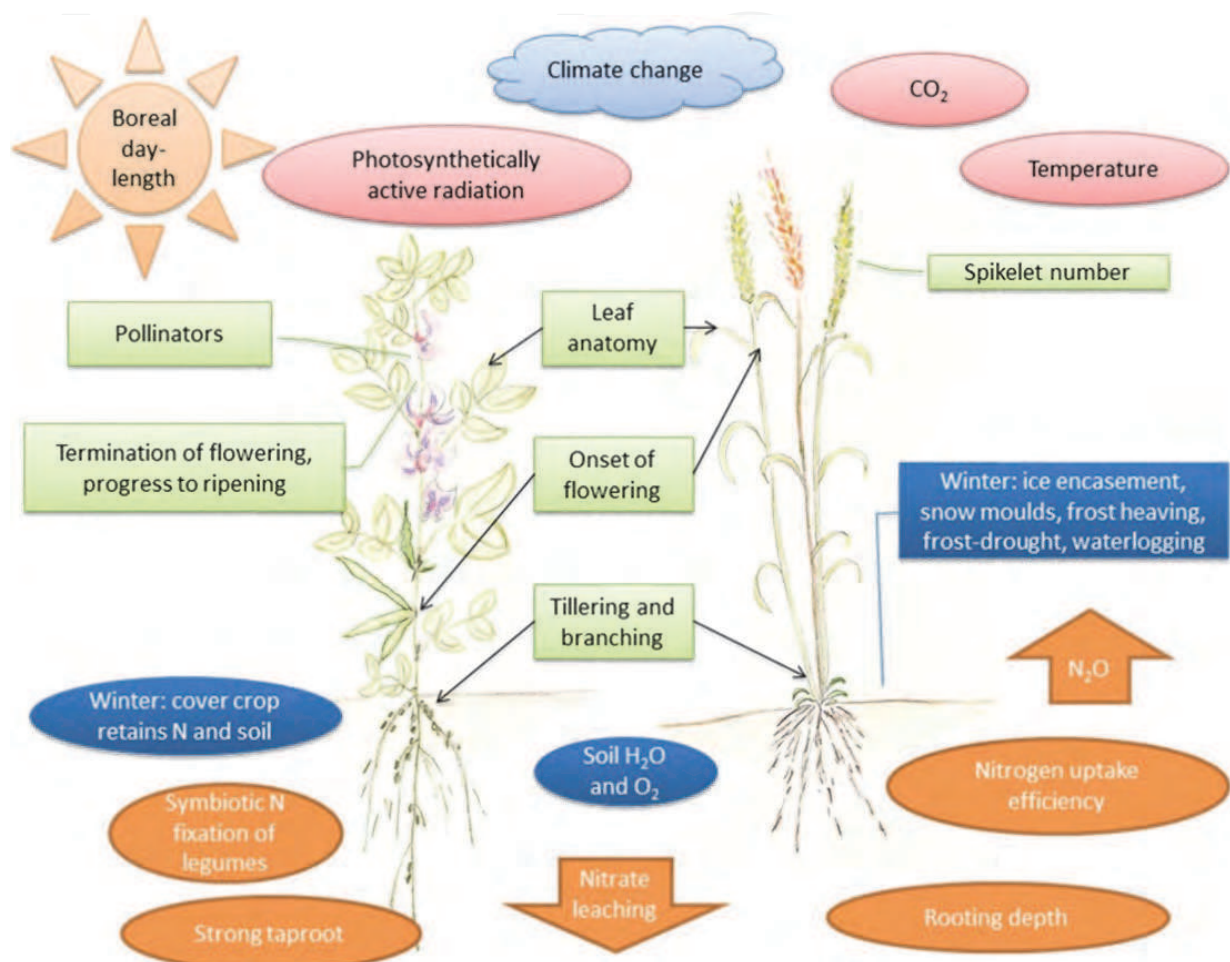 Boreal
day-
length
Climate change
CO₂
Photosynthetically
active radiation
Temperature
Spikelet number
Pollinators
Leaf
anatomy
Termination of flowering,
progress to ripening
Onset of
flowering
Winter: ice encasement,
snow moulds, frost heaving,
frost-drought, waterlogging
Tillering and
branching
N₂O
Winter: cover crop
retains N and soil
Soil H₂O
and O₂
Nitrogen uptake
efficiency
Symbiotic N
fixation of
legumes
Nitrate
leaching
Strong taproot
Rooting depth